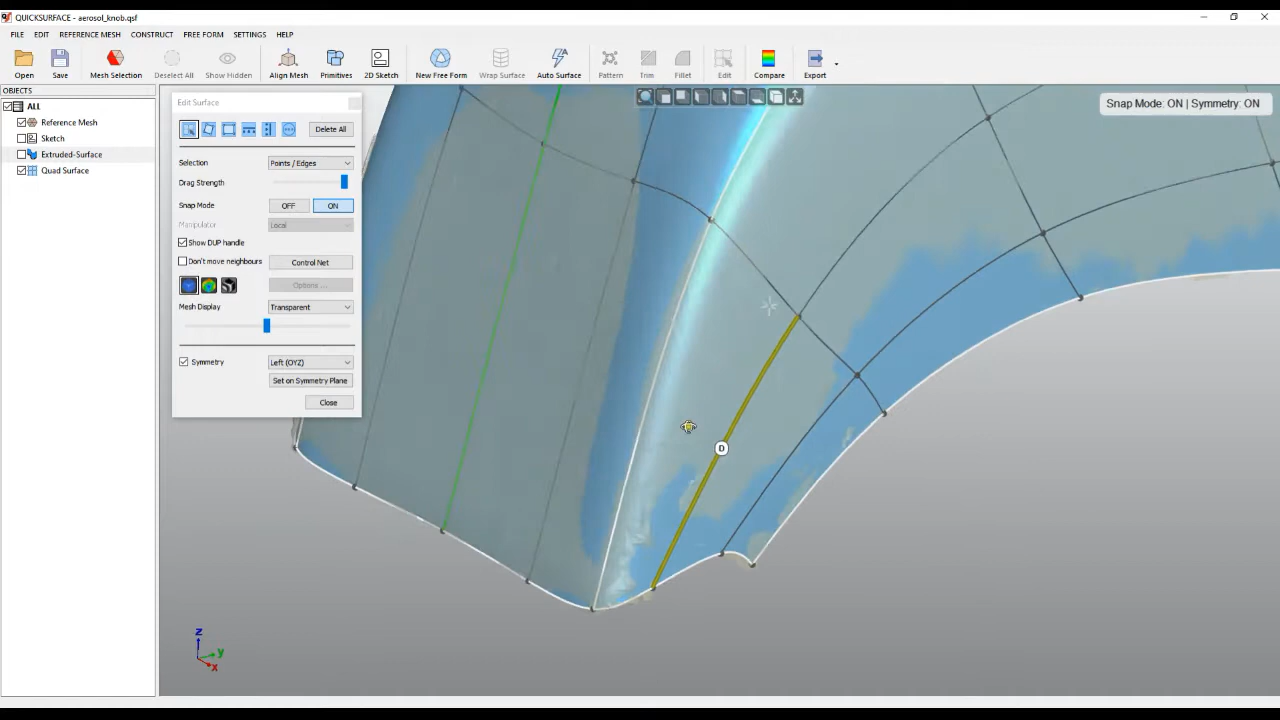 QUICKSURFACE - aerosol_knob.qsf
FILE EDIT REFERENCE MESH CONSTRUCT FREE FORM SETTINGS HELP
Open Save Mesh Selection Deselect All Show Hidden Align Mesh Primitives 2D Sketch New Free Form Wrap Surface Auto Surface Pattern Trim Fillet Edit Compare Export
OBJECTS
ALL
Reference Mesh
Sketch
Extruded-Surface
Quad Surface
Edit Surface
Delete All
Selection Points / Edges
Drag Strength
Snap Mode OFF ON
Manipulator Local
Show DUP handle
Don't move neighbours Control Net
Options ...
Mesh Display Transparent
Symmetry Left (OYZ)
Set on Symmetry Plane
Close
Snap Mode: ON | Symmetry: ON
D
z
y
x